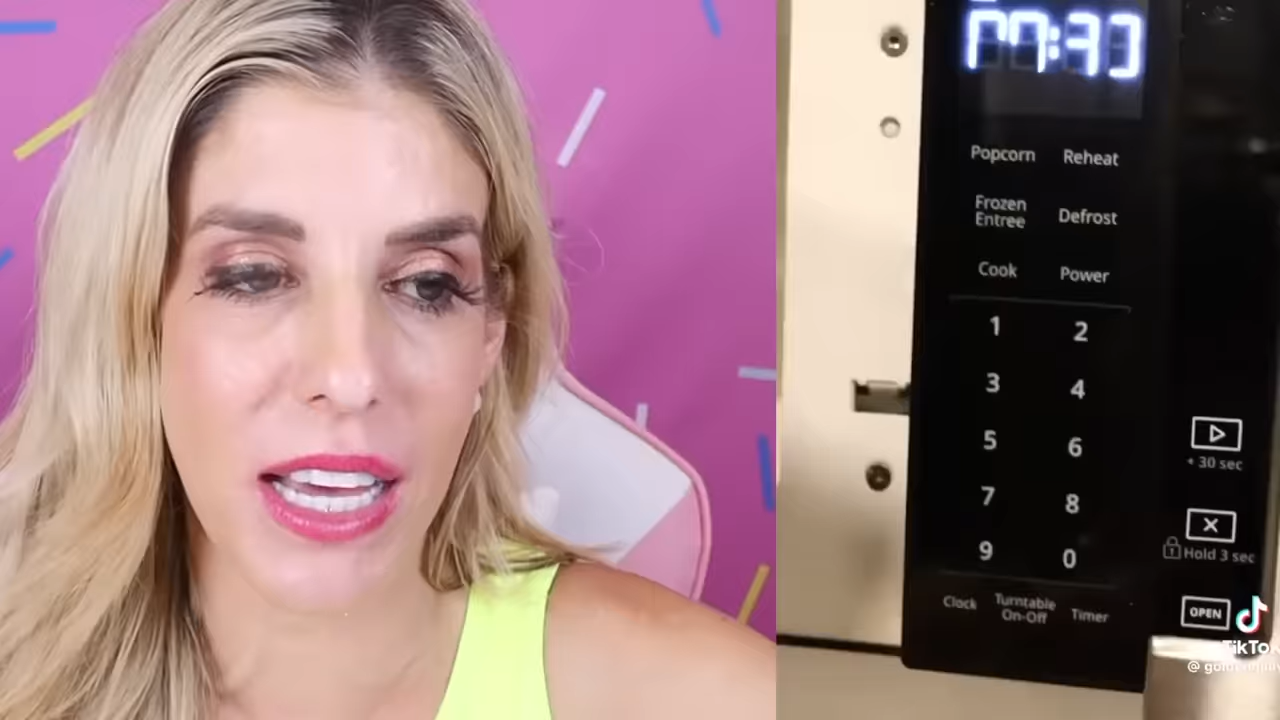 Popcorn Reheat
Frozen
Entree
Defrost
Cook Power
1 2
3 4
5 6
7 8
9 0
Clock
Turntable
On-Off
Timer
+ 30 sec
Hold 3 sec
OPEN
TikTok